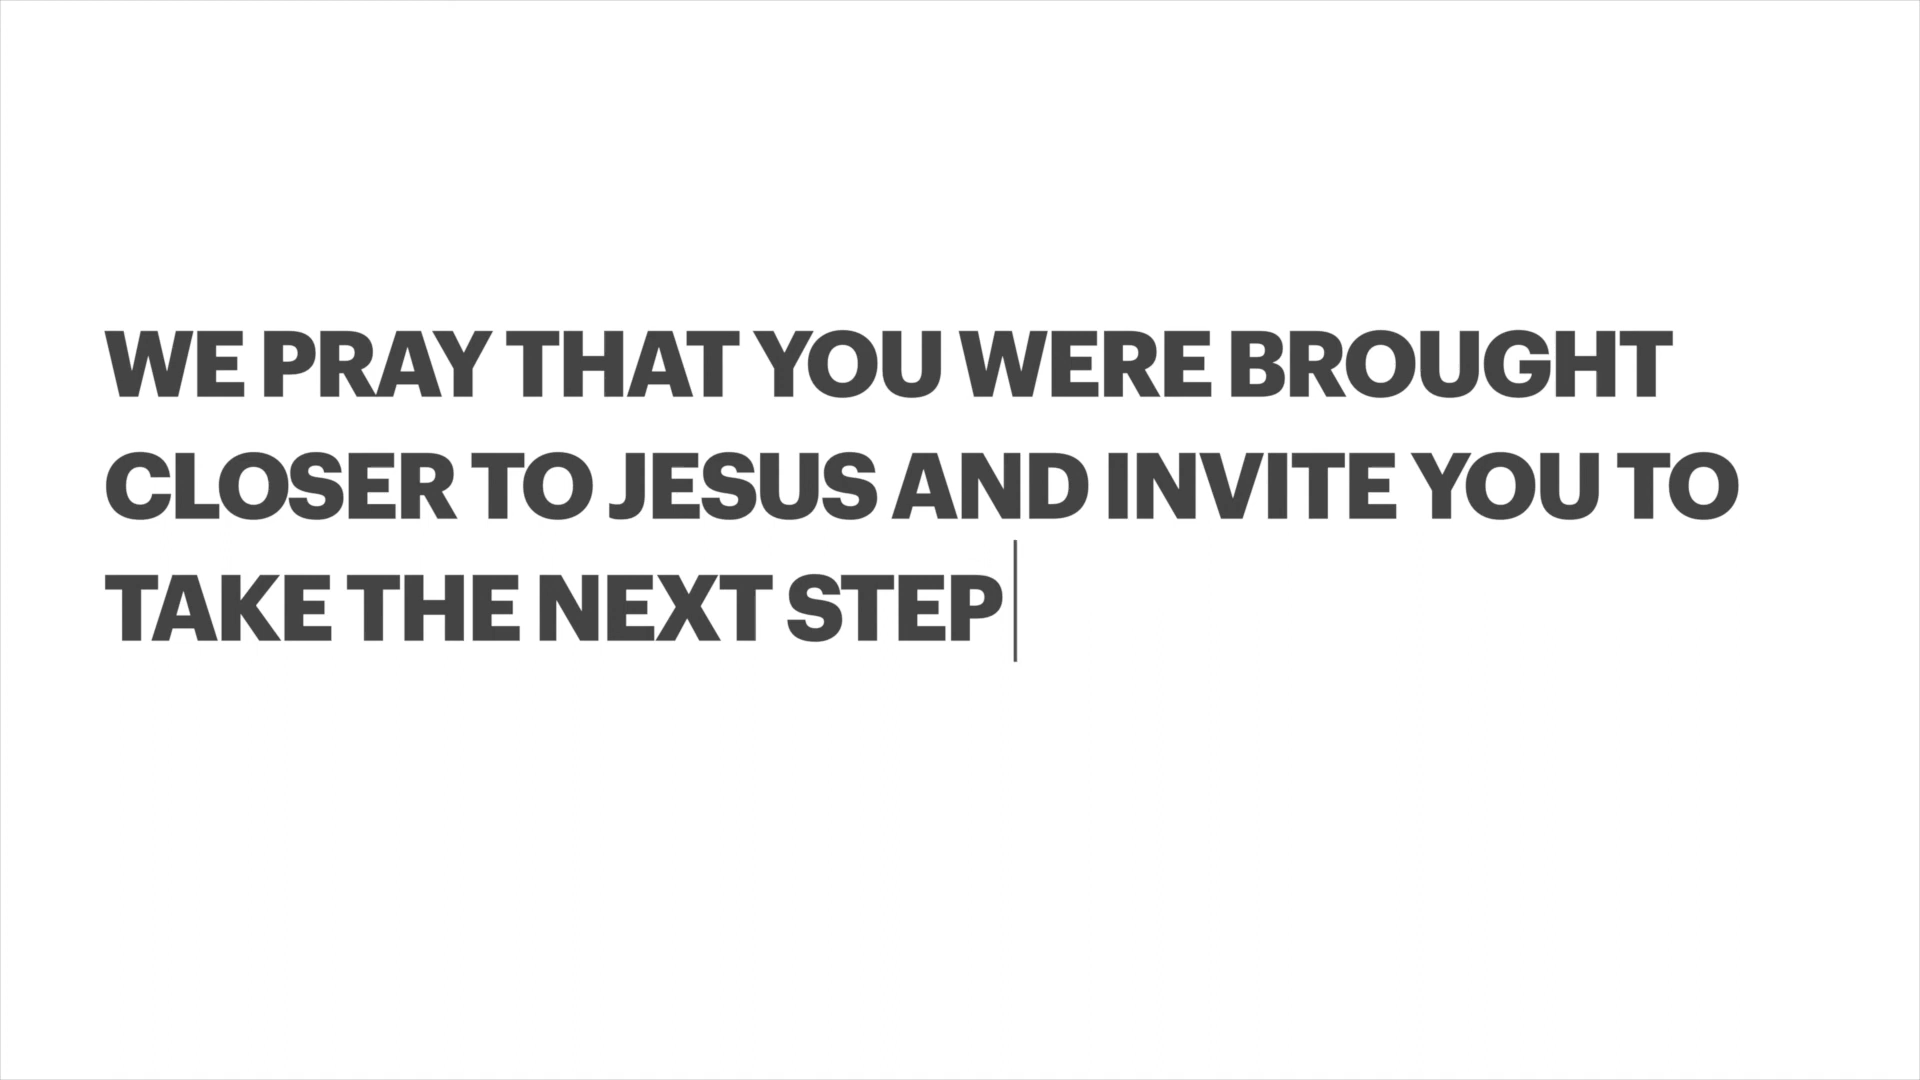 WE PRAY THAT YOU WERE BROUGHT
CLOSER TO JESUS AND INVITE YOU TO
TAKE THE NEXT STEP